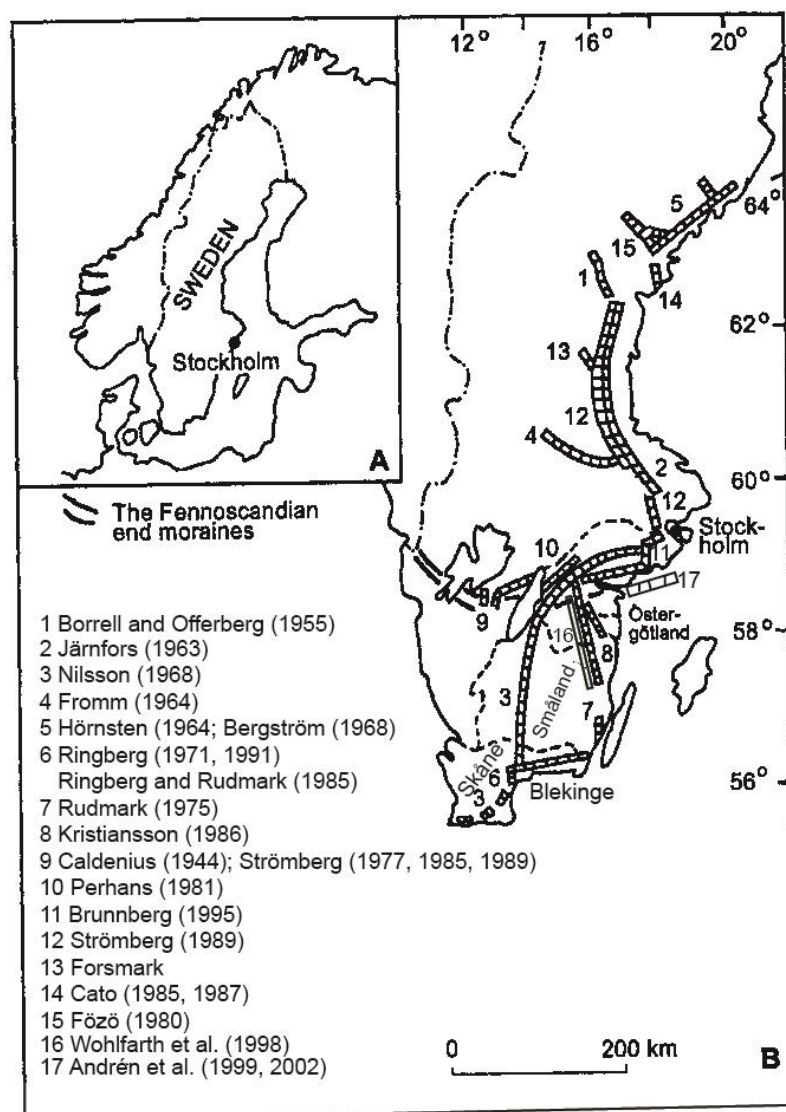 12° 16° 20°
SWEDEN
Stockholm
A
5
64°
15
1
14
62°
13
12
4
2
60°
12
Stock-
holm
The Fennoscandian
end moraines
10
11
17
9
Öster-
götland
16
58°
8
3
Småland
7
Skåne
6
56°
3
Blekinge
1 Borrell and Offerberg (1955)
2 Järnfors (1963)
3 Nilsson (1968)
4 Fromm (1964)
5 Hörnsten (1964; Bergström (1968)
6 Ringberg (1971, 1991)
Ringberg and Rudmark (1985)
7 Rudmark (1975)
8 Kristiansson (1986)
9 Caldenius (1944); Strömberg (1977, 1985, 1989)
10 Perhans (1981)
11 Brunnberg (1995)
12 Strömberg (1989)
13 Forsmark
14 Cato (1985, 1987)
15 Fözö (1980)
16 Wohlfarth et al. (1998)
17 Andrén et al. (1999, 2002)
0 200 km
B